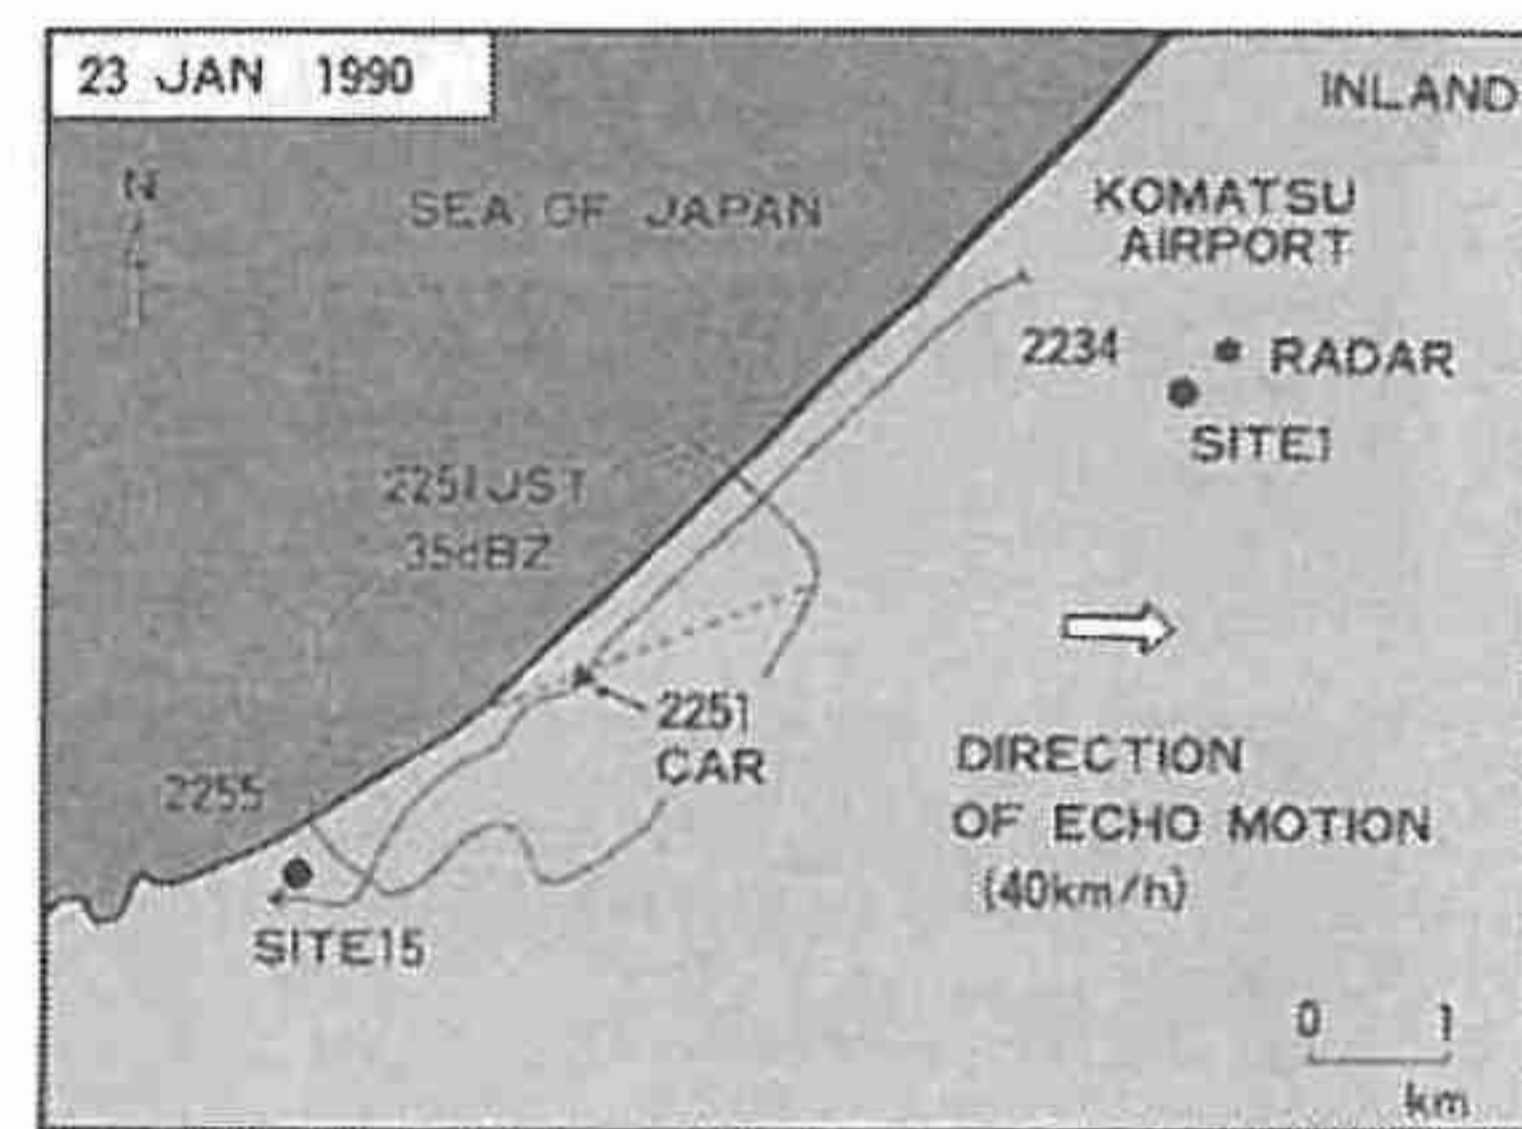 23 JAN 1990
INLAND
N
SEA OF JAPAN
KOMATSU
AIRPORT
2234
RADAR
SITE1
2251JST
35dBZ
2251
CAR
DIRECTION
OF ECHO MOTION
(40km/h)
2255
SITE15
0 1
km